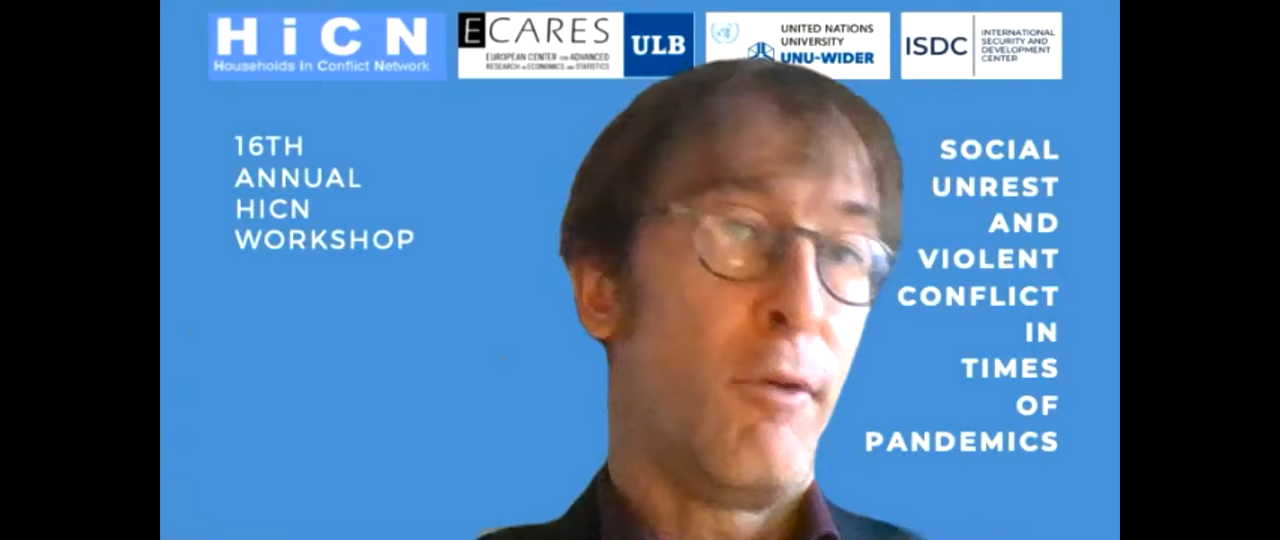 HiCN
Households in Conflict Network
ECARES
EUROPEAN CENTER FOR ADVANCED
RESEARCH IN ECONOMICS AND STATISTICS
ULB
UNITED NATIONS
UNIVERSITY
UNU-WIDER
ISDC
INTERNATIONAL
SECURITY AND
DEVELOPMENT
CENTER
16TH
ANNUAL
HICN
WORKSHOP
SOCIAL
UNREST
AND
VIOLENT
CONFLICT
IN
TIMES
OF
PANDEMICS